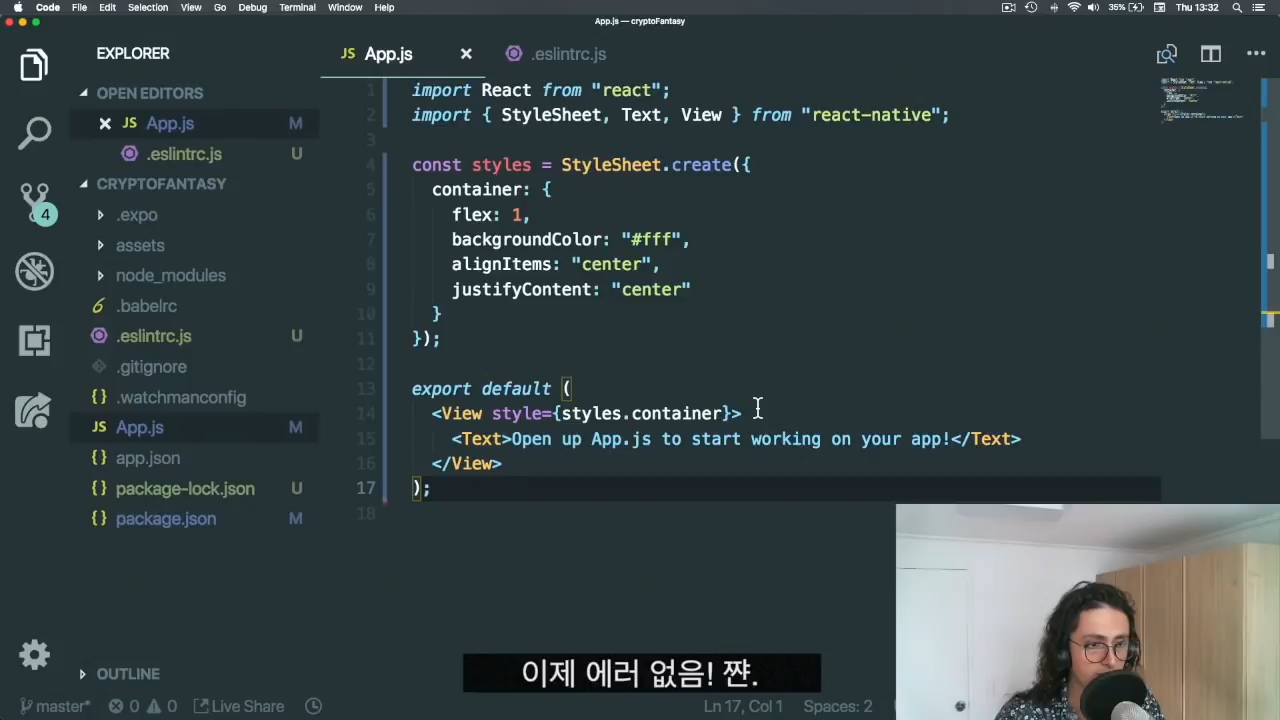 Code File Edit Selection View Go Debug Terminal Window Help 35% Thu 13:32
App.js — cryptoFantasy
EXPLORER
OPEN EDITORS
JS App.js M
.eslintrc.js U
CRYPTOFANTASY
.expo
assets
node_modules
.babelrc
.eslintrc.js U
.gitignore
{} .watchmanconfig
JS App.js M
{} app.json
{} package-lock.json U
{} package.json M
OUTLINE
4
JS App.js
.eslintrc.js
1 import React from "react";
2 import { StyleSheet, Text, View } from "react-native";
3
4 const styles = StyleSheet.create({
5 container: {
6 flex: 1,
7 backgroundColor: "#fff",
8 alignItems: "center",
9 justifyContent: "center"
10 }
11 });
12
13 export default (
14 <View style={styles.container}>
15 <Text>Open up App.js to start working on your app!</Text>
16 </View>
17 );
18
이제 에러 없음! 쨘.
master* 0 0 Live Share Ln 17, Col 1 Spaces: 2